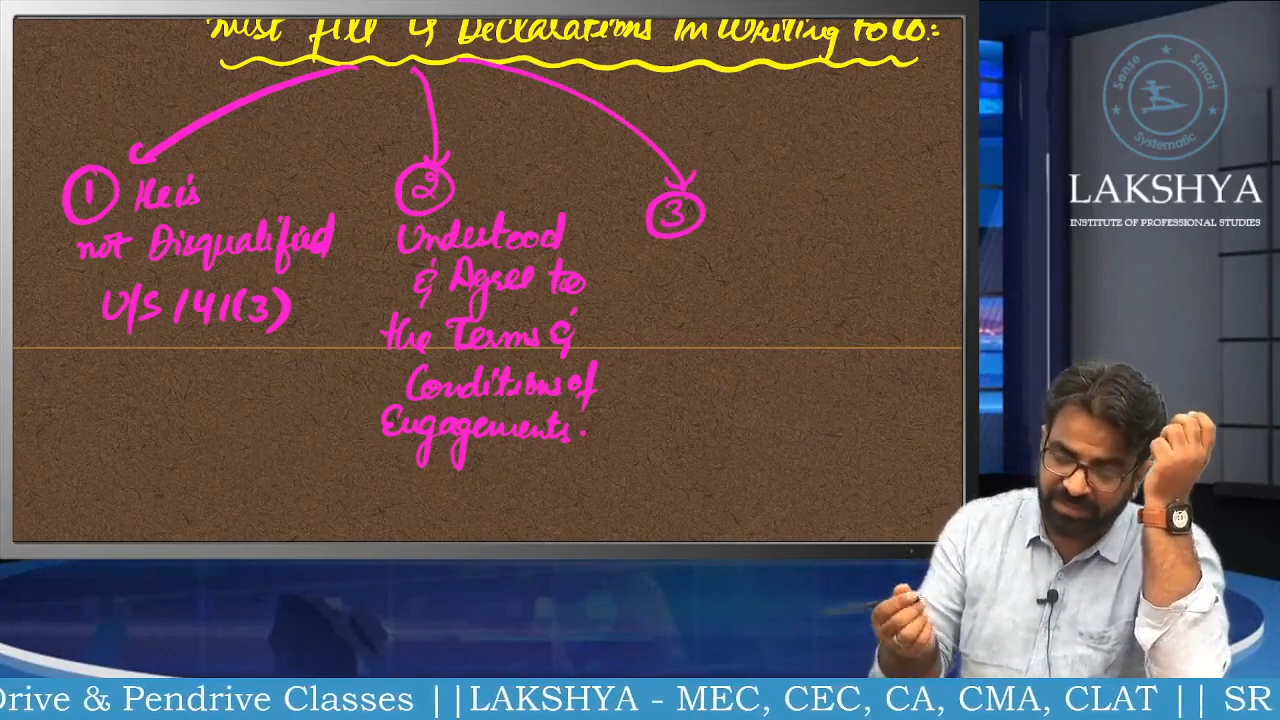 must fill 4 Declarations in writing to Co:
1 He is
not Disqualified
U/S 141(3)
2
Understood
& Agree to
the Terms &
Conditions of
Engagements.
3
Sense Smart
Systematic
LAKSHYA
INSTITUTE OF PROFESSIONAL STUDIES
Drive & Pendrive Classes ||LAKSHYA - MEC, CEC, CA, CMA, CLAT || SR